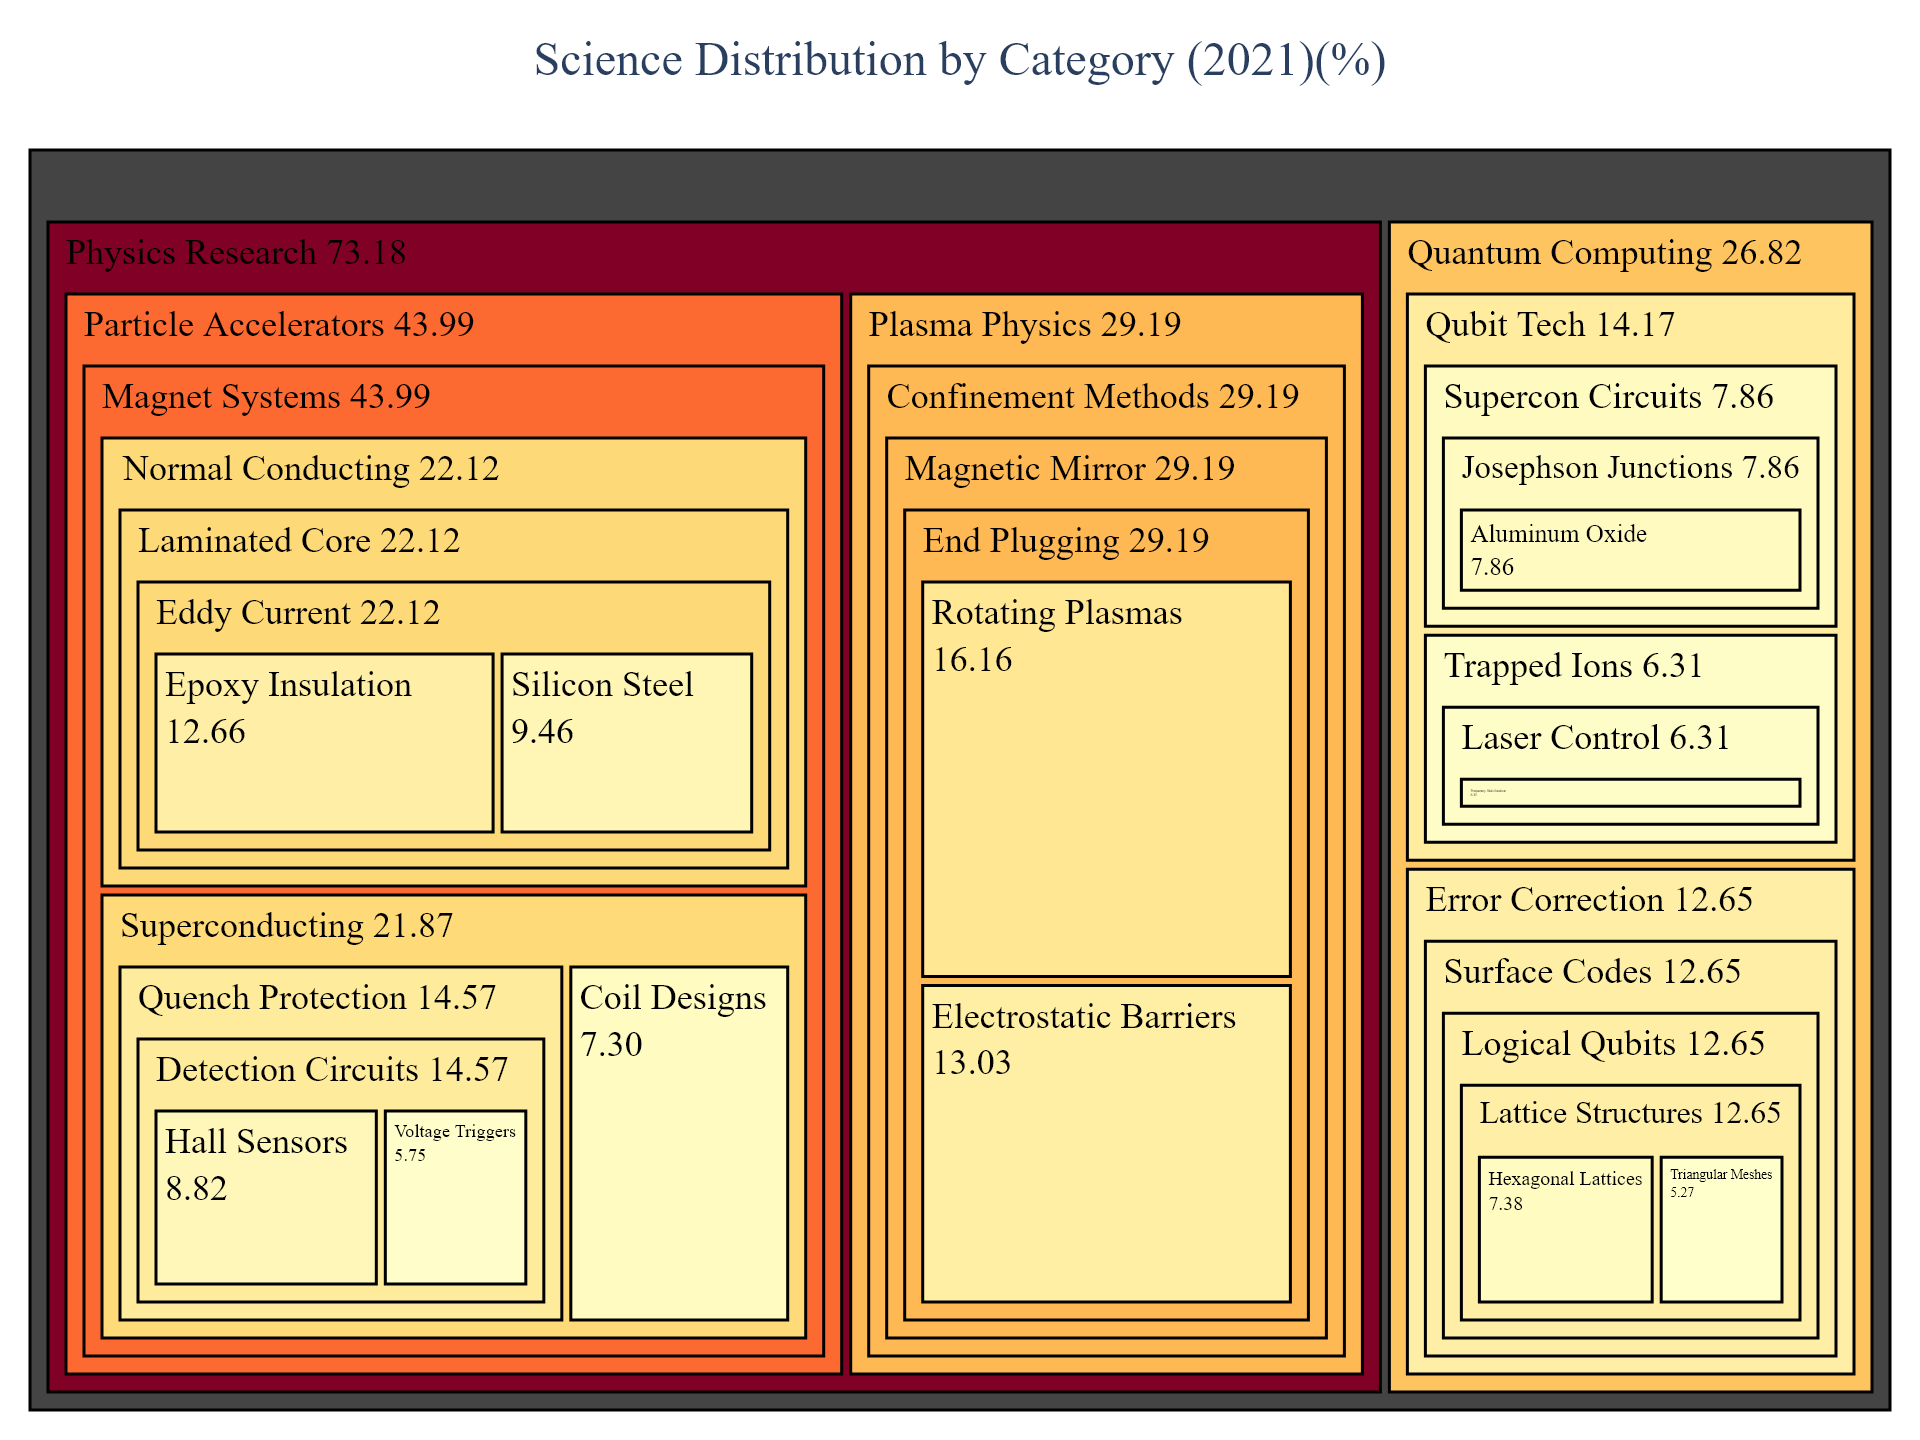 Science Distribution by Category (2021)(%)
Physics Research 73.18
Particle Accelerators 43.99
Magnet Systems 43.99
Normal Conducting 22.12
Laminated Core 22.12
Eddy Current 22.12
Epoxy Insulation
12.66
Silicon Steel
9.46
Superconducting 21.87
Quench Protection 14.57
Detection Circuits 14.57
Hall Sensors
8.82
Voltage Triggers
5.75
Coil Designs
7.30
Plasma Physics 29.19
Confinement Methods 29.19
Magnetic Mirror 29.19
End Plugging 29.19
Rotating Plasmas
16.16
Electrostatic Barriers
13.03
Quantum Computing 26.82
Qubit Tech 14.17
Supercon Circuits 7.86
Josephson Junctions 7.86
Aluminum Oxide
7.86
Trapped Ions 6.31
Laser Control 6.31
Error Correction 12.65
Surface Codes 12.65
Logical Qubits 12.65
Lattice Structures 12.65
Hexagonal Lattices
7.38
Triangular Meshes
5.27